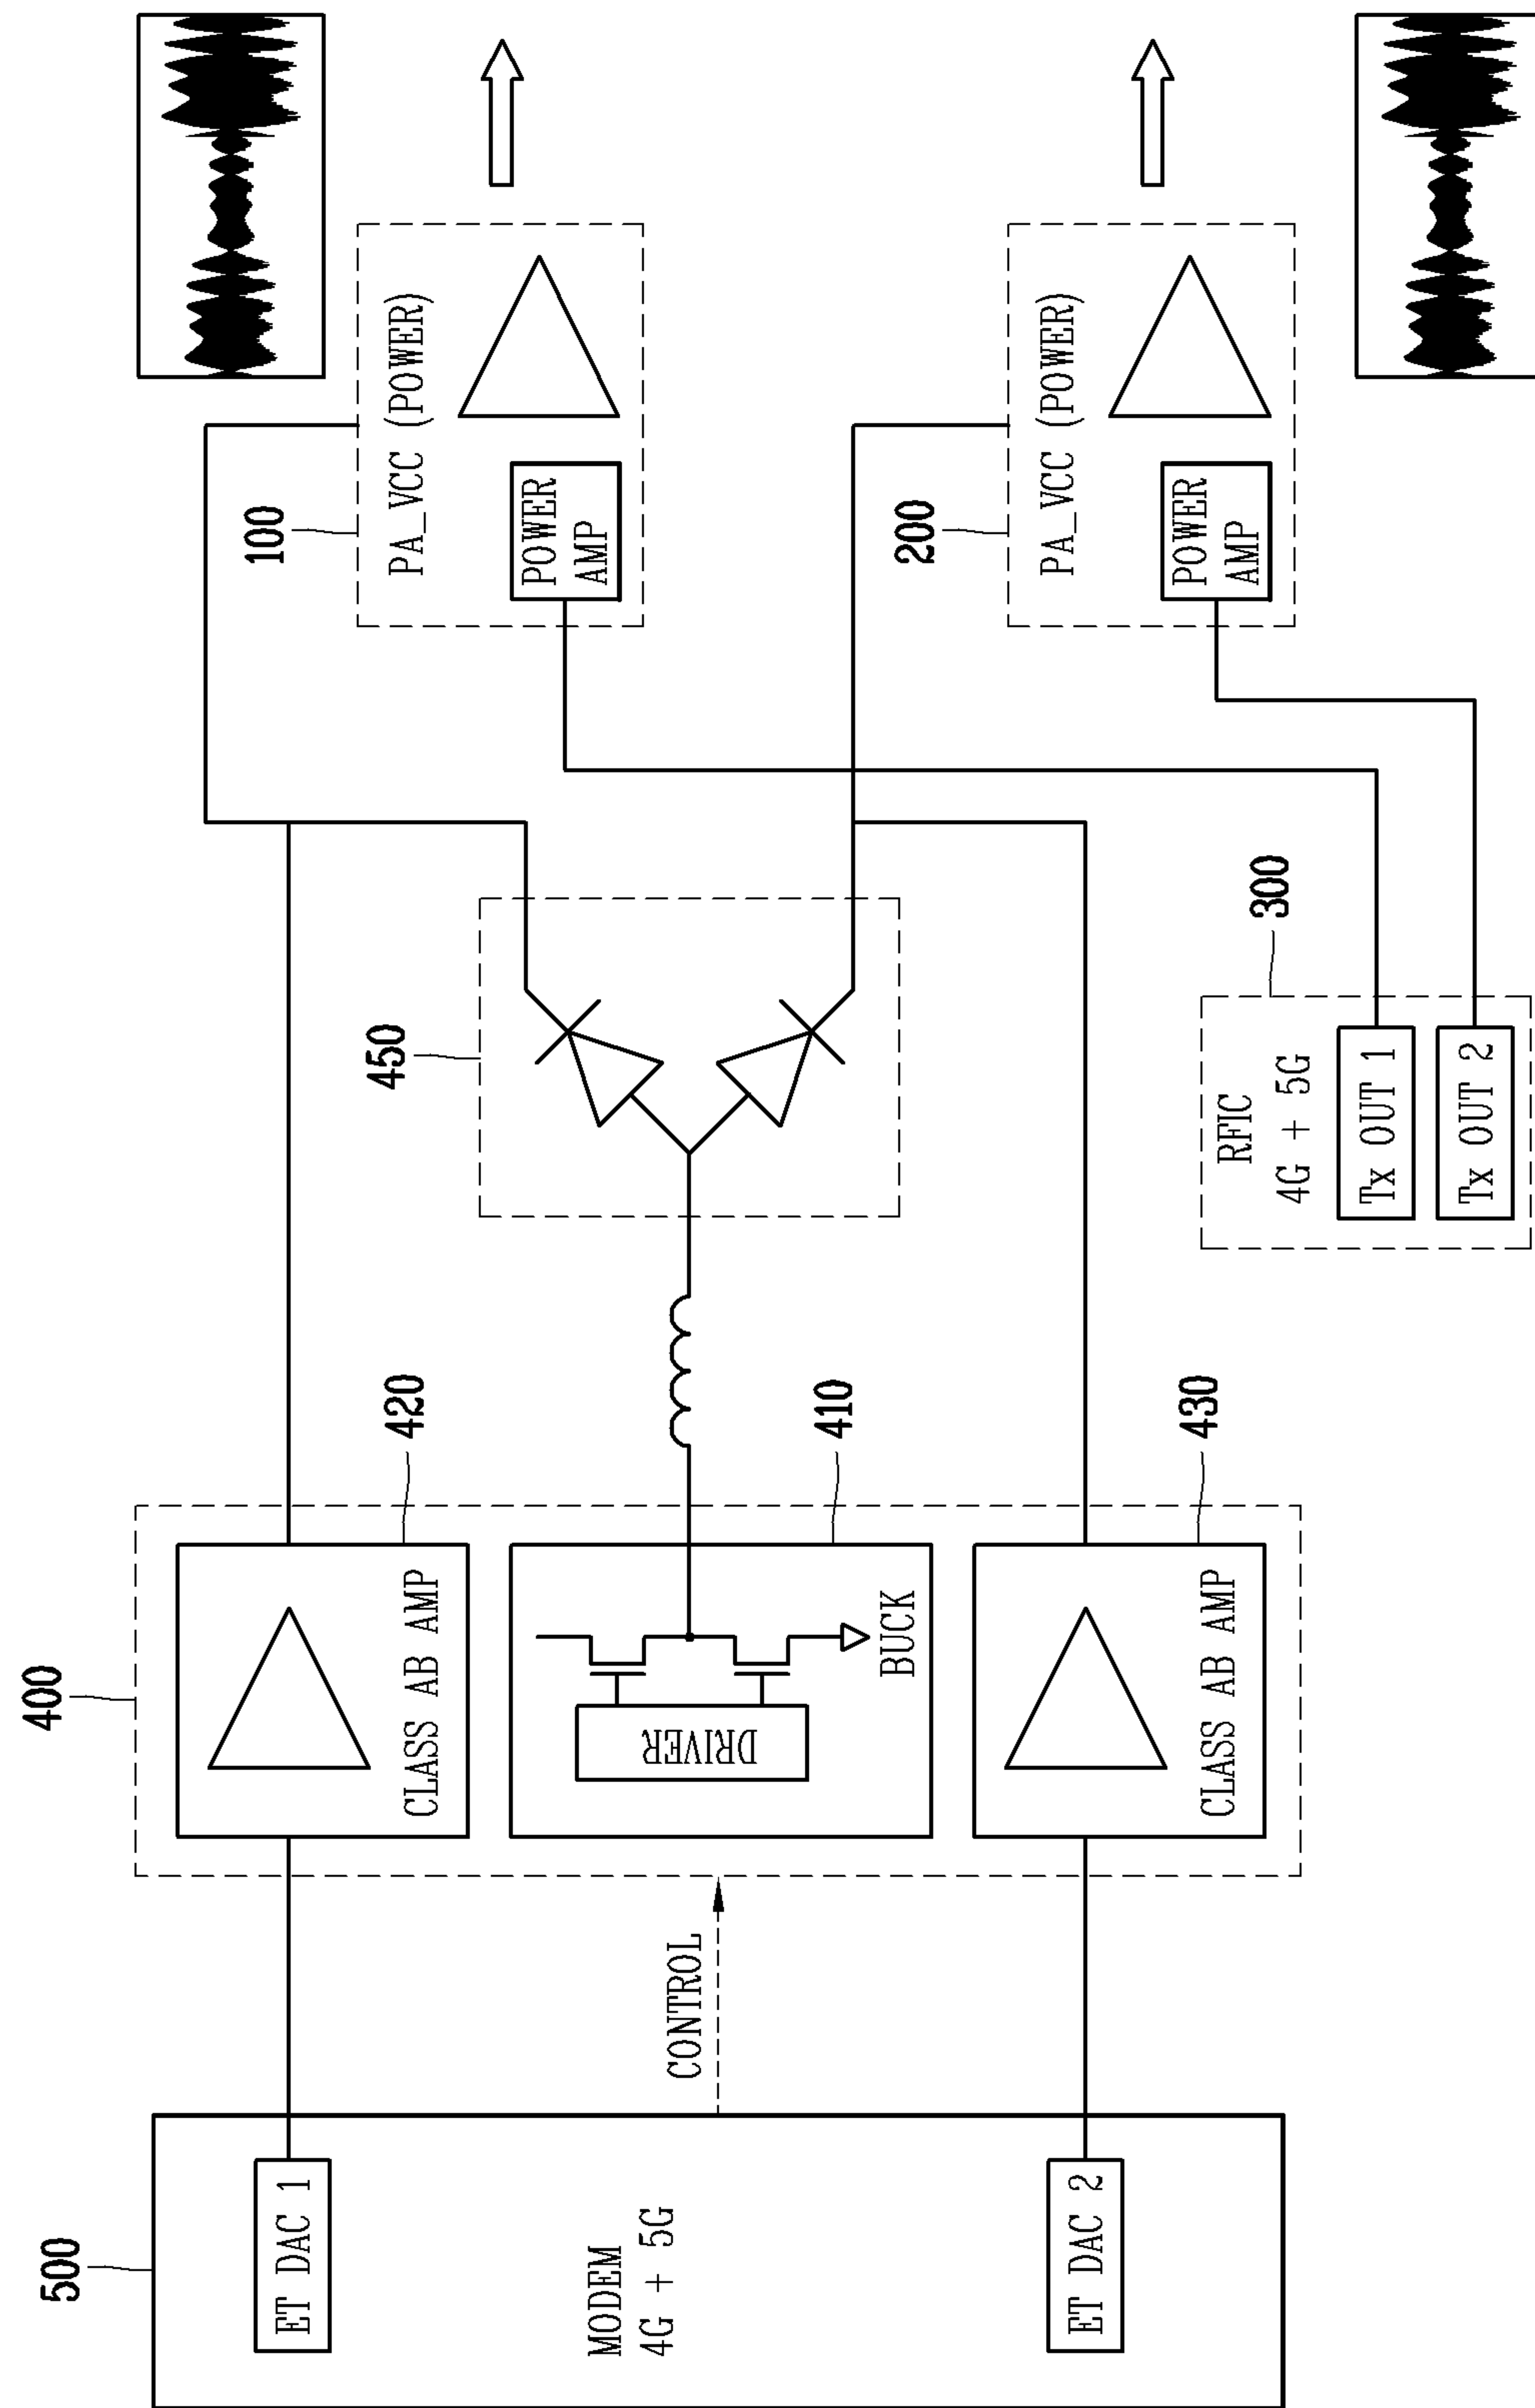 500
ET DAC 1
MODEM
4G + 5G
ET DAC 2
CONTROL
400
CLASS AB AMP
420
DRIVER
BUCK
410
CLASS AB AMP
430
450
RFIC
4G + 5G
Tx OUT 1
Tx OUT 2
300
100
PA_VCC (POWER)
POWER
AMP
200
PA_VCC (POWER)
POWER
AMP